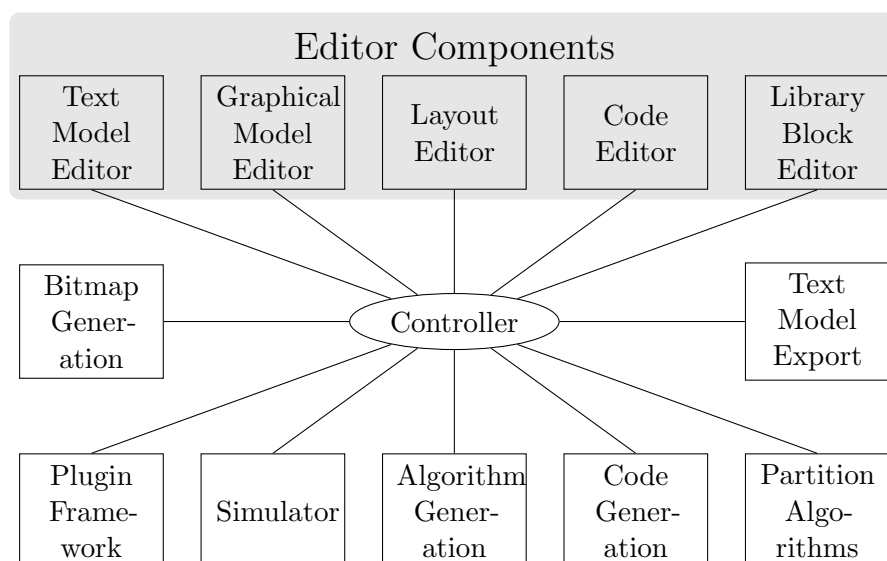 Editor Components
Text
Model
Editor
Graphical
Model
Editor
Layout
Editor
Code
Editor
Library
Block
Editor
Bitmap
Gener-
ation
Controller
Text
Model
Export
Plugin
Frame-
work
Simulator
Algorithm
Gener-
ation
Code
Gener-
ation
Partition
Algo-
rithms